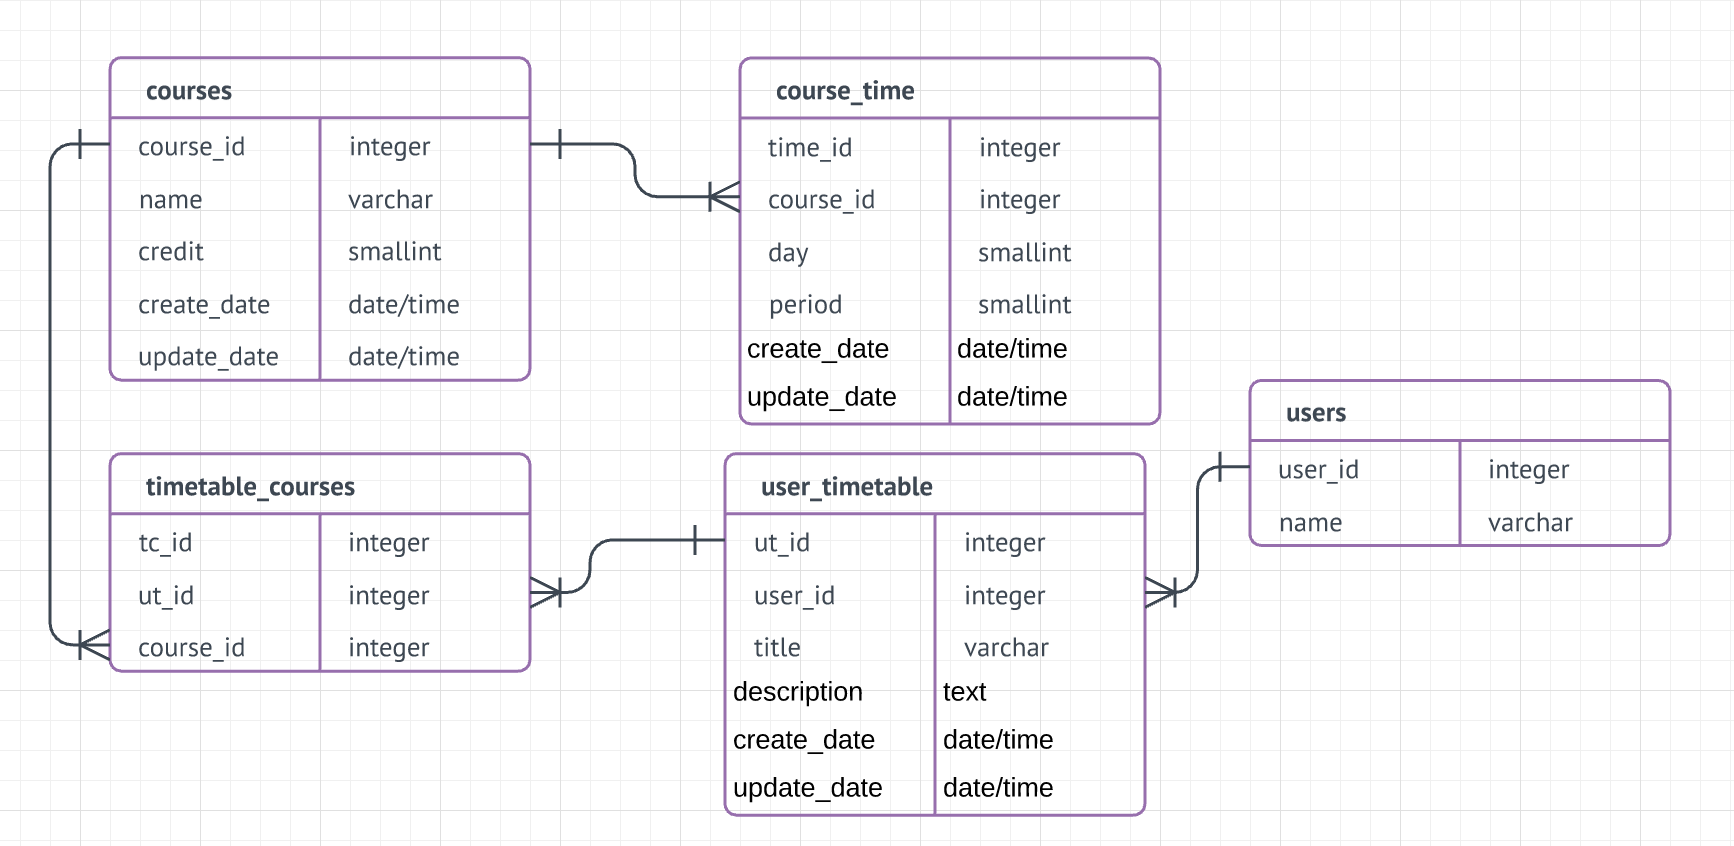 courses
course_id integer
name varchar
credit smallint
create_date date/time
update_date date/time
course_time
time_id integer
course_id integer
day smallint
period smallint
create_date date/time
update_date date/time
users
user_id integer
name varchar
timetable_courses
tc_id integer
ut_id integer
course_id integer
user_timetable
ut_id integer
user_id integer
title varchar
description text
create_date date/time
update_date date/time